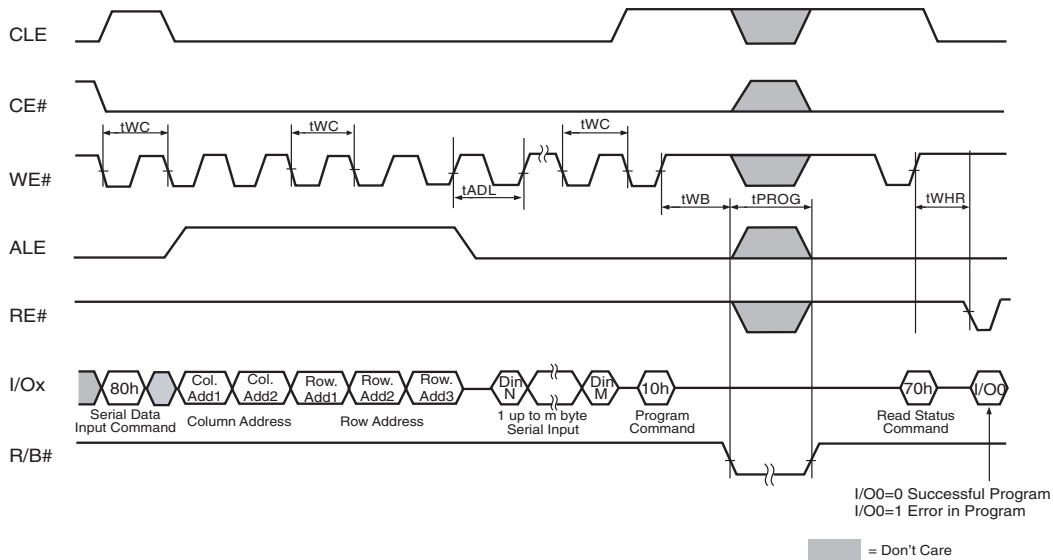 CLE
CE#
tWC
tWC
tWC
WE#
tADL
tWB
tPROG
tWHR
ALE
RE#
I/Ox
80h
Col. Add1
Col. Add2
Row. Add1
Row. Add2
Row. Add3
Din N
Din M
10h
70h
I/O0
Serial Data
Input Command
Column Address
Row Address
1 up to m byte
Serial Input
Program
Command
Read Status
Command
R/B#
I/O0=0 Successful Program
I/O0=1 Error in Program
= Don't Care